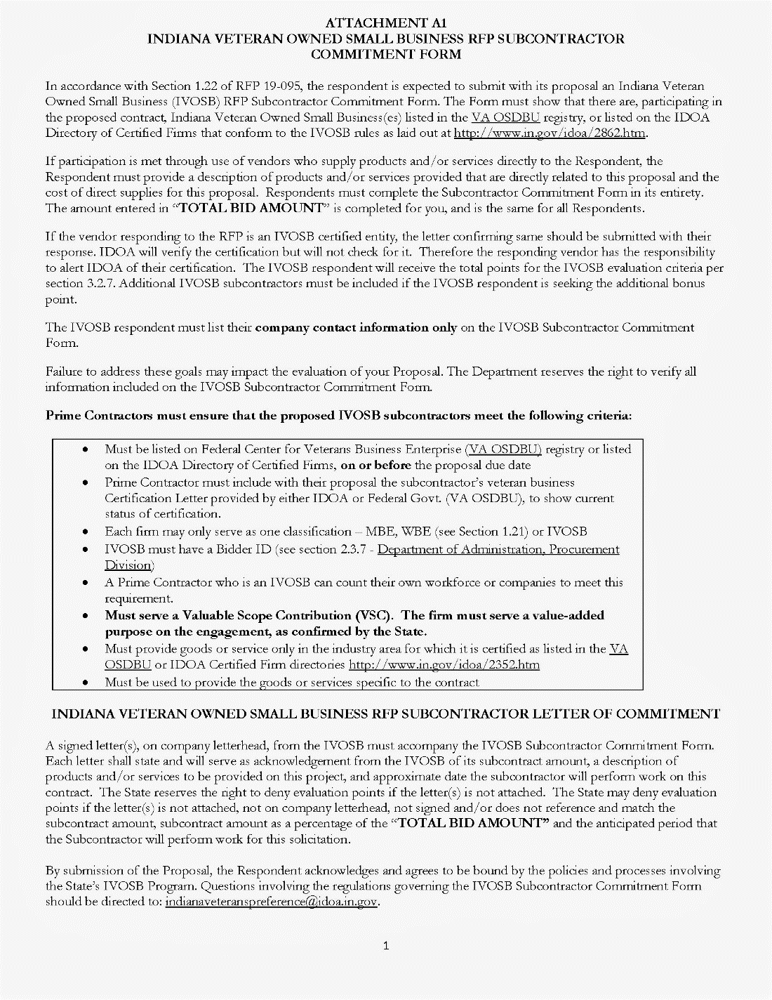 ATTACHMENT A1
INDIANA VETERAN OWNED SMALL BUSINESS RFP SUBCONTRACTOR
COMMITMENT FORM
In accordance with Section 1.22 of RFP 19-095, the respondent is expected to submit with its proposal an Indiana Veteran
Owned Small Business (IVOSB) RFP Subcontractor Commitment Form. The Form must show that there are, participating in
the proposed contract, Indiana Veteran Owned Small Business(es) listed in the VA OSDBU registry, or listed on the IDOA
Directory of Certified Firms that conform to the IVOSB rules as laid out at http://www.in.gov/idoa/2862.htm.
If participation is met through use of vendors who supply products and/or services directly to the Respondent, the
Respondent must provide a description of products and/or services provided that are directly related to this proposal and the
cost of direct supplies for this proposal. Respondents must complete the Subcontractor Commitment Form in its entirety.
The amount entered in “TOTAL BID AMOUNT” is completed for you, and is the same for all Respondents.
If the vendor responding to the RFP is an IVOSB certified entity, the letter confirming same should be submitted with their
response. IDOA will verify the certification but will not check for it. Therefore the responding vendor has the responsibility
to alert IDOA of their certification. The IVOSB respondent will receive the total points for the IVOSB evaluation criteria per
section 3.2.7. Additional IVOSB subcontractors must be included if the IVOSB respondent is seeking the additional bonus
point.
The IVOSB respondent must list their company contact information only on the IVOSB Subcontractor Commitment
Form.
Failure to address these goals may impact the evaluation of your Proposal. The Department reserves the right to verify all
information included on the IVOSB Subcontractor Commitment Form.
Prime Contractors must ensure that the proposed IVOSB subcontractors meet the following criteria:
• Must be listed on Federal Center for Veterans Business Enterprise (VA OSDBU) registry or listed
on the IDOA Directory of Certified Firms, on or before the proposal due date
• Prime Contractor must include with their proposal the subcontractor’s veteran business
Certification Letter provided by either IDOA or Federal Govt. (VA OSDBU), to show current
status of certification.
• Each firm may only serve as one classification – MBE, WBE (see Section 1.21) or IVOSB
• IVOSB must have a Bidder ID (see section 2.3.7 - Department of Administration, Procurement
Division)
• A Prime Contractor who is an IVOSB can count their own workforce or companies to meet this
requirement.
• Must serve a Valuable Scope Contribution (VSC). The firm must serve a value-added
purpose on the engagement, as confirmed by the State.
• Must provide goods or service only in the industry area for which it is certified as listed in the VA
OSDBU or IDOA Certified Firm directories http://www.in.gov/idoa/2352.htm
• Must be used to provide the goods or services specific to the contract
INDIANA VETERAN OWNED SMALL BUSINESS RFP SUBCONTRACTOR LETTER OF COMMITMENT
A signed letter(s), on company letterhead, from the IVOSB must accompany the IVOSB Subcontractor Commitment Form.
Each letter shall state and will serve as acknowledgement from the IVOSB of its subcontract amount, a description of
products and/or services to be provided on this project, and approximate date the subcontractor will perform work on this
contract. The State reserves the right to deny evaluation points if the letter(s) is not attached. The State may deny evaluation
points if the letter(s) is not attached, not on company letterhead, not signed and/or does not reference and match the
subcontract amount, subcontract amount as a percentage of the “TOTAL BID AMOUNT” and the anticipated period that
the Subcontractor will perform work for this solicitation.
By submission of the Proposal, the Respondent acknowledges and agrees to be bound by the policies and processes involving
the State’s IVOSB Program. Questions involving the regulations governing the IVOSB Subcontractor Commitment Form
should be directed to: indianaveteranspreference@idoa.in.gov.
1